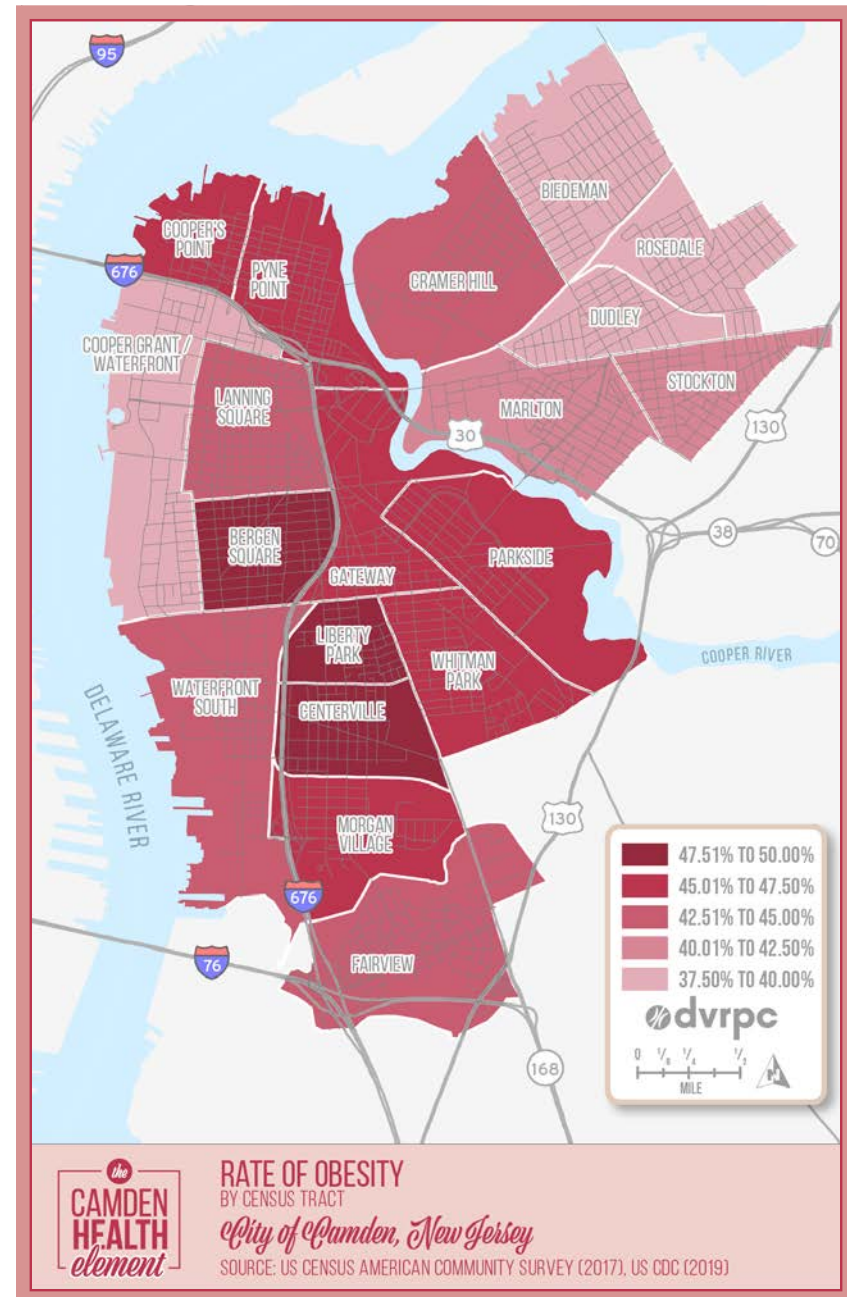 95
BIEDEMAN
COOPER'S
POINT
ROSEDALE
676
PYNE
POINT
CRAMER HILL
DUDLEY
COOPER GRANT /
WATERFRONT
STOCKTON
LANNING
SQUARE
MARLTON
30
130
38
70
BERGEN
SQUARE
PARKSIDE
GATEWAY
LIBERTY
PARK
WHITMAN
PARK
COOPER RIVER
WATERFRONT
SOUTH
CENTERVILLE
DELAWARE RIVER
MORGAN
VILLAGE
130
676
76
FAIRVIEW
168
47.51% TO 50.00%
45.01% TO 47.50%
42.51% TO 45.00%
40.01% TO 42.50%
37.50% TO 40.00%
dvrpc
0 1/8 1/4 1/2
MILE
the
CAMDEN
HEALTH
element
RATE OF OBESITY
BY CENSUS TRACT
City of Camden, New Jersey
SOURCE: US CENSUS AMERICAN COMMUNITY SURVEY (2017), US CDC (2019)